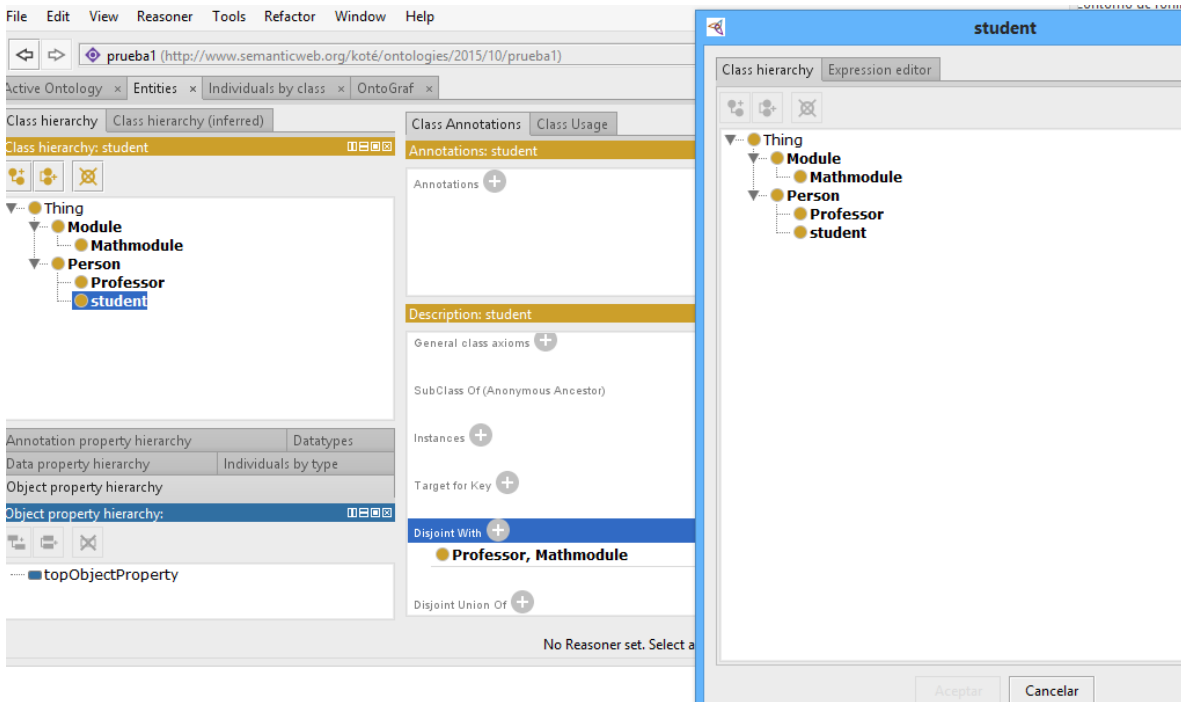 File Edit View Reasoner Tools Refactor Window Help
prueba1 (http://www.semanticweb.org/koté/ontologies/2015/10/prueba1)
Active Ontology × Entities × Individuals by class × OntoGraf ×
Class hierarchy Class hierarchy (inferred)
Class hierarchy: student
Thing
Module
Mathmodule
Person
Professor
student
Annotation property hierarchy Datatypes
Data property hierarchy Individuals by type
Object property hierarchy
Object property hierarchy:
topObjectProperty
Class Annotations Class Usage
Annotations: student
Annotations
Description: student
General class axioms
SubClass Of (Anonymous Ancestor)
Instances
Target for Key
Disjoint With
Professor, Mathmodule
Disjoint Union Of
No Reasoner set. Select a
student
Class hierarchy Expression editor
Thing
Module
Mathmodule
Person
Professor
student
Aceptar Cancelar